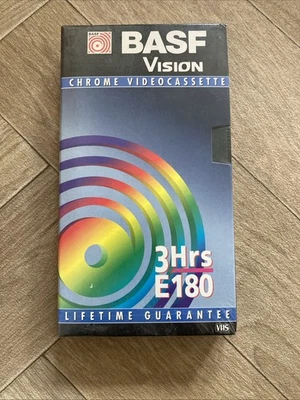 BASF
BASF
VISION
CHROME VIDEOCASSETTE
3Hrs
E180
LIFETIME GUARANTEE
VHS